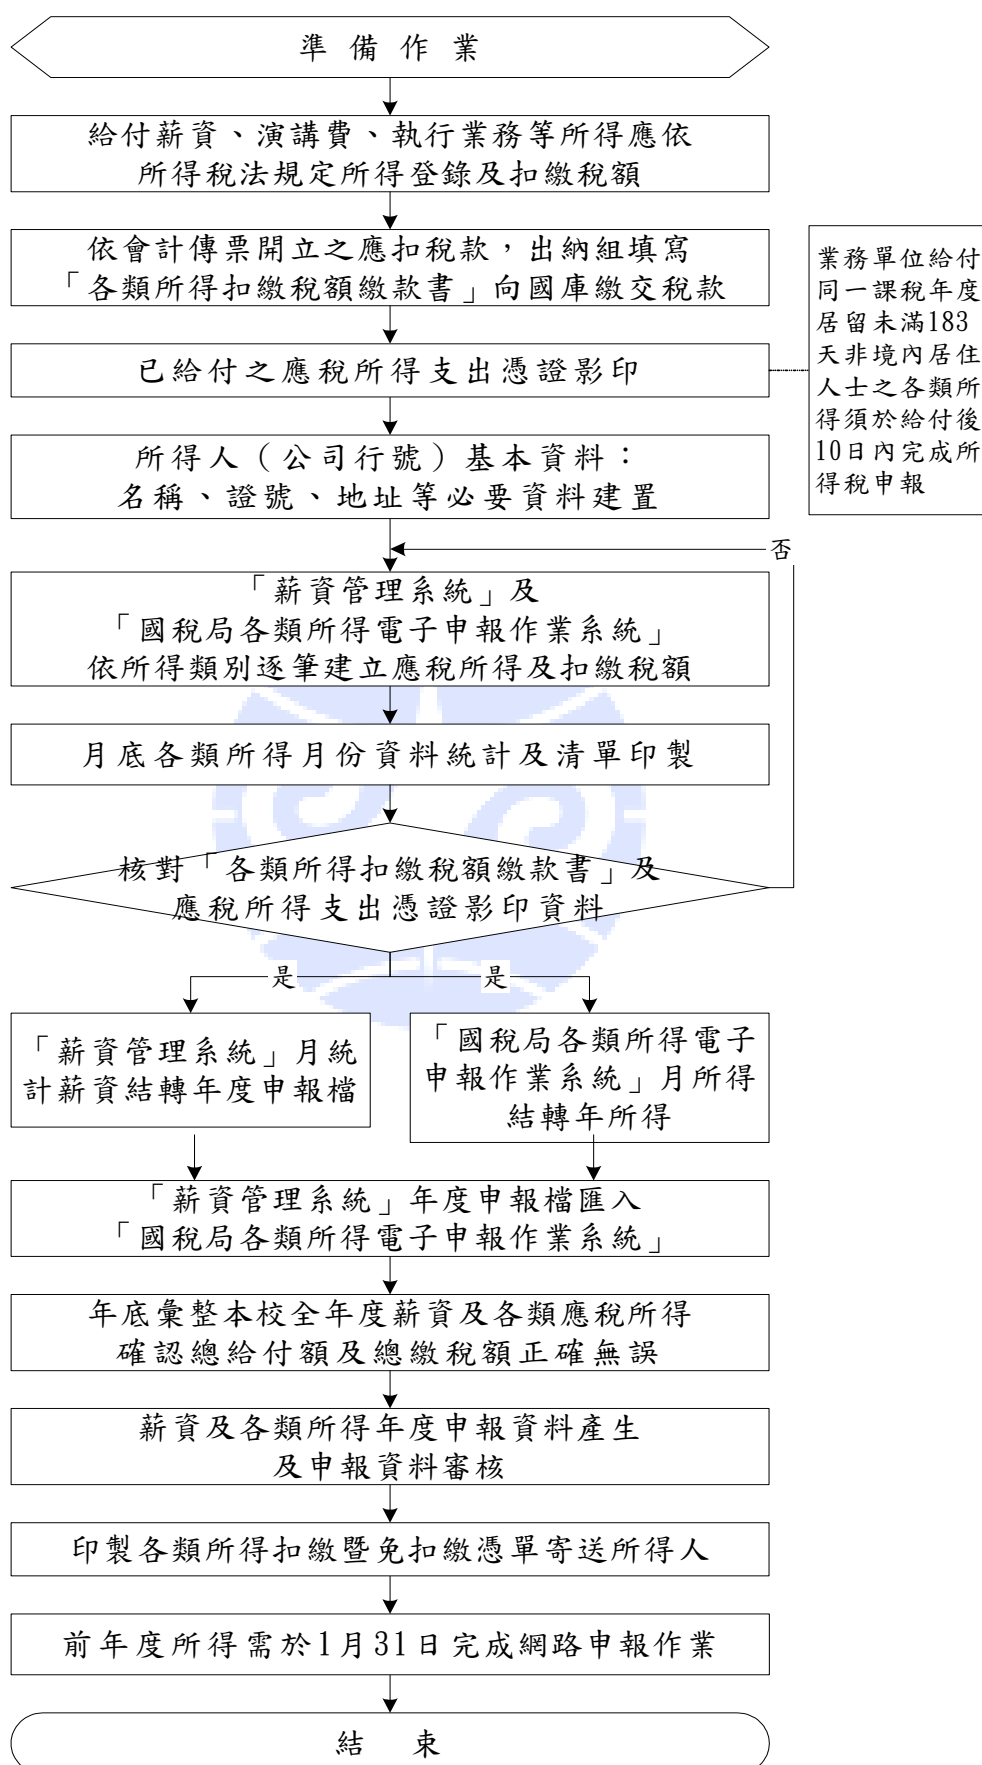 準備作業
給付薪資、演講費、執行業務等所得應依
所得稅法規定所得登錄及扣繳稅額
依會計傳票開立之應扣稅款，出納組填寫
「各類所得扣繳稅額繳款書」向國庫繳交稅款
已給付之應稅所得支出憑證影印
業務單位給付
同一課稅年度
居留未滿183
天非境內居住
人士之各類所
得須於給付後
10日內完成所
得稅申報
所得人（公司行號）基本資料：
名稱、證號、地址等必要資料建置
否
「薪資管理系統」及
「國稅局各類所得電子申報作業系統」
依所得類別逐筆建立應稅所得及扣繳稅額
月底各類所得月份資料統計及清單印製
核對「各類所得扣繳稅額繳款書」及
應稅所得支出憑證影印資料
是
是
「薪資管理系統」月統
計薪資結轉年度申報檔
「國稅局各類所得電子
申報作業系統」月所得
結轉年所得
「薪資管理系統」年度申報檔匯入
「國稅局各類所得電子申報作業系統」
年底彙整本校全年度薪資及各類應稅所得
確認總給付額及總繳稅額正確無誤
薪資及各類所得年度申報資料產生
及申報資料審核
印製各類所得扣繳暨免扣繳憑單寄送所得人
前年度所得需於1月31日完成網路申報作業
結　束